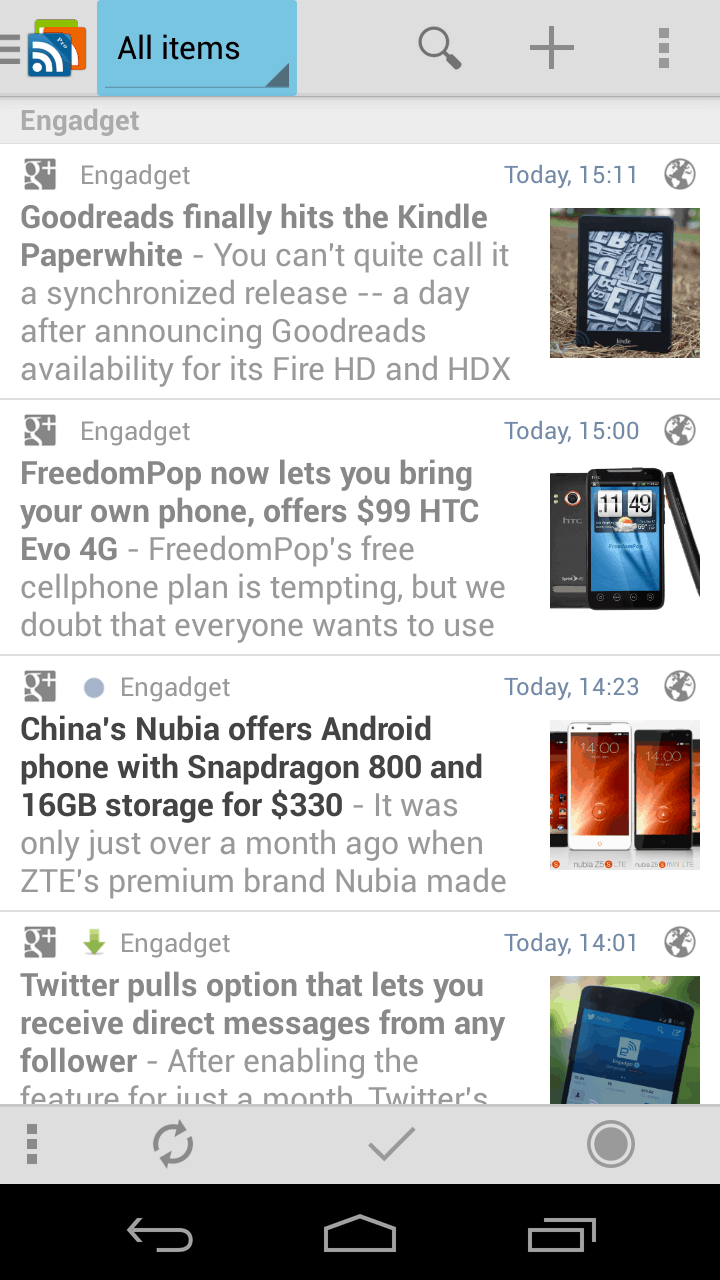 Pro
All items
Engadget
Engadget
Today, 15:11
Goodreads finally hits the Kindle
Paperwhite - You can't quite call it
a synchronized release -- a day
after announcing Goodreads
availability for its Fire HD and HDX
kindle
Engadget
Today, 15:00
FreedomPop now lets you bring
your own phone, offers $99 HTC
Evo 4G - FreedomPop's free
cellphone plan is tempting, but we
doubt that everyone wants to use
hTC
11 49
FreedomPop
Sprint
Engadget
Today, 14:23
China's Nubia offers Android
phone with Snapdragon 800 and
16GB storage for $330 - It was
only just over a month ago when
ZTE's premium brand Nubia made
14:00
14:00
nubia Z5 S LTE
nubia Z5 S mini LTE
Engadget
Today, 14:01
Twitter pulls option that lets you
receive direct messages from any
follower - After enabling the
feature for just a month, Twitter's
Engadget